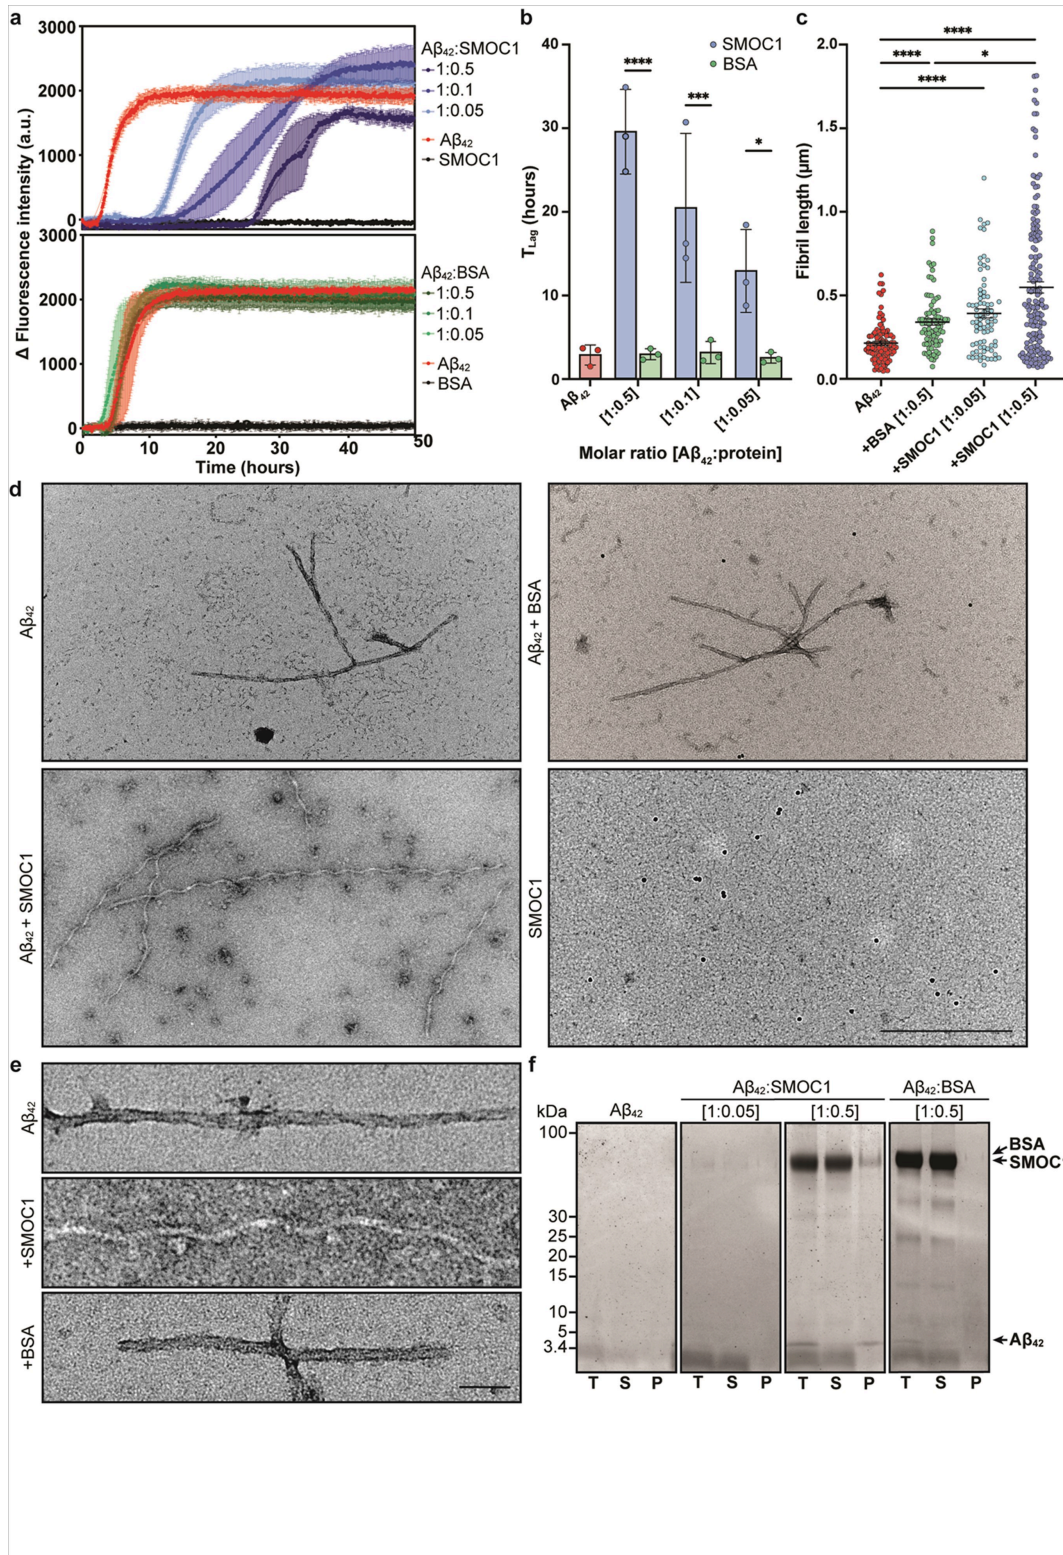 a
3000
2000
1000
0
Aβ₄₂:SMOC1
1:0.5
1:0.1
1:0.05
Aβ₄₂
SMOC1
3000
2000
1000
0
Aβ₄₂:BSA
1:0.5
1:0.1
1:0.05
Aβ₄₂
BSA
Δ Fluorescence intensity (a.u.)
0 10 20 30 40 50
Time (hours)
b
SMOC1
BSA
****
***
*
40
30
20
10
0
T_Lag (hours)
Aβ₄₂ [1:0.5] [1:0.1] [1:0.05]
Molar ratio [Aβ₄₂:protein]
c
****
**** *
****
2.0
1.5
1.0
0.5
0.0
Fibril length (µm)
Aβ₄₂
+BSA [1:0.5]
+SMOC1 [1:0.05]
+SMOC1 [1:0.5]
d
Aβ₄₂
Aβ₄₂ + BSA
Aβ₄₂ + SMOC1
SMOC1
e
Aβ₄₂
+SMOC1
+BSA
f
Aβ₄₂:SMOC1 Aβ₄₂:BSA
kDa Aβ₄₂ [1:0.05] [1:0.5] [1:0.5]
100
30
25
20
15
10
5
3.4
BSA
SMOC
Aβ₄₂
T S P T S P T S P T S P